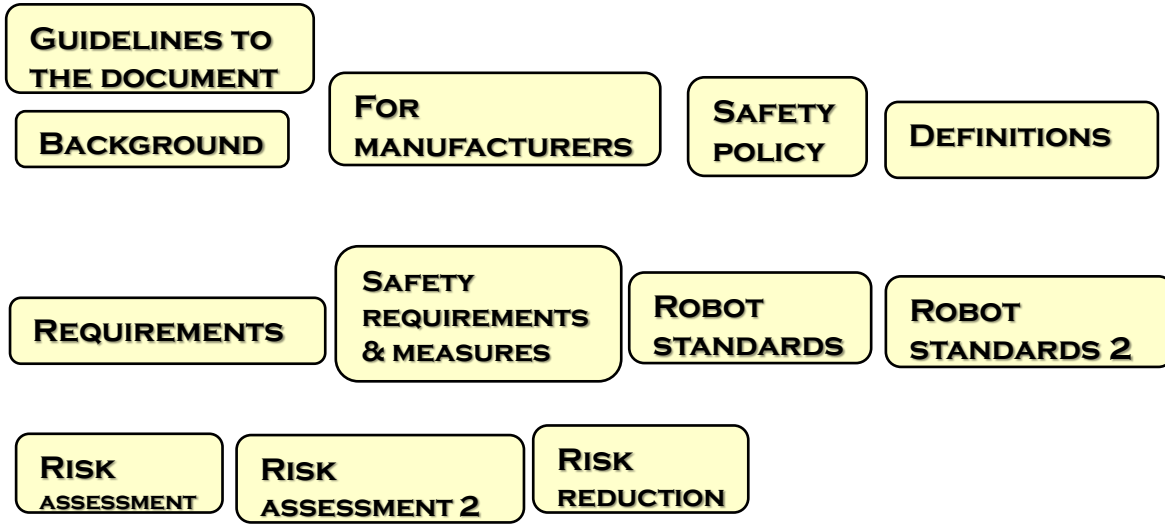 Guidelines to
the document
Background
For
manufacturers
Safety
policy
Definitions
Requirements
Safety
requirements
& measures
Robot
standards
Robot
standards 2
Risk
assessment
Risk
assessment 2
Risk
reduction